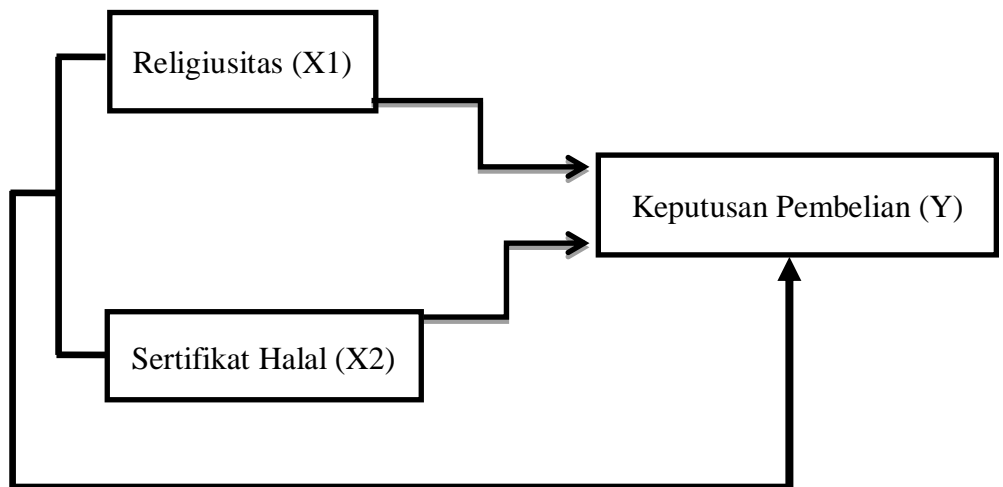 Religiusitas (X1)
Keputusan Pembelian (Y)
Sertifikat Halal (X2)